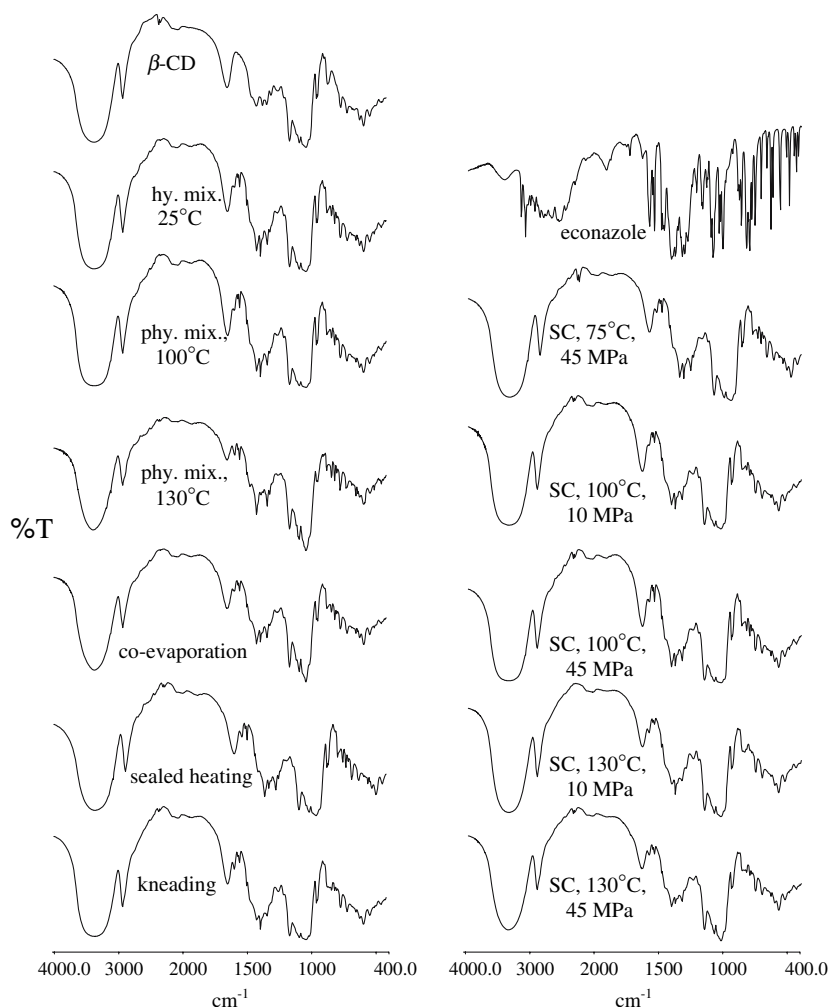 β-CD
hy. mix.
25°C
phy. mix.,
100°C
phy. mix.,
130°C
%T
co-evaporation
sealed heating
kneading
4000.0 3000 2000 1000 400.0
cm-1
econazole
SC, 75°C,
45 MPa
SC, 100°C,
10 MPa
SC, 100°C,
45 MPa
SC, 130°C,
10 MPa
SC, 130°C,
45 MPa
4000.0 3000 2000 1500 1000 400.0
cm-1